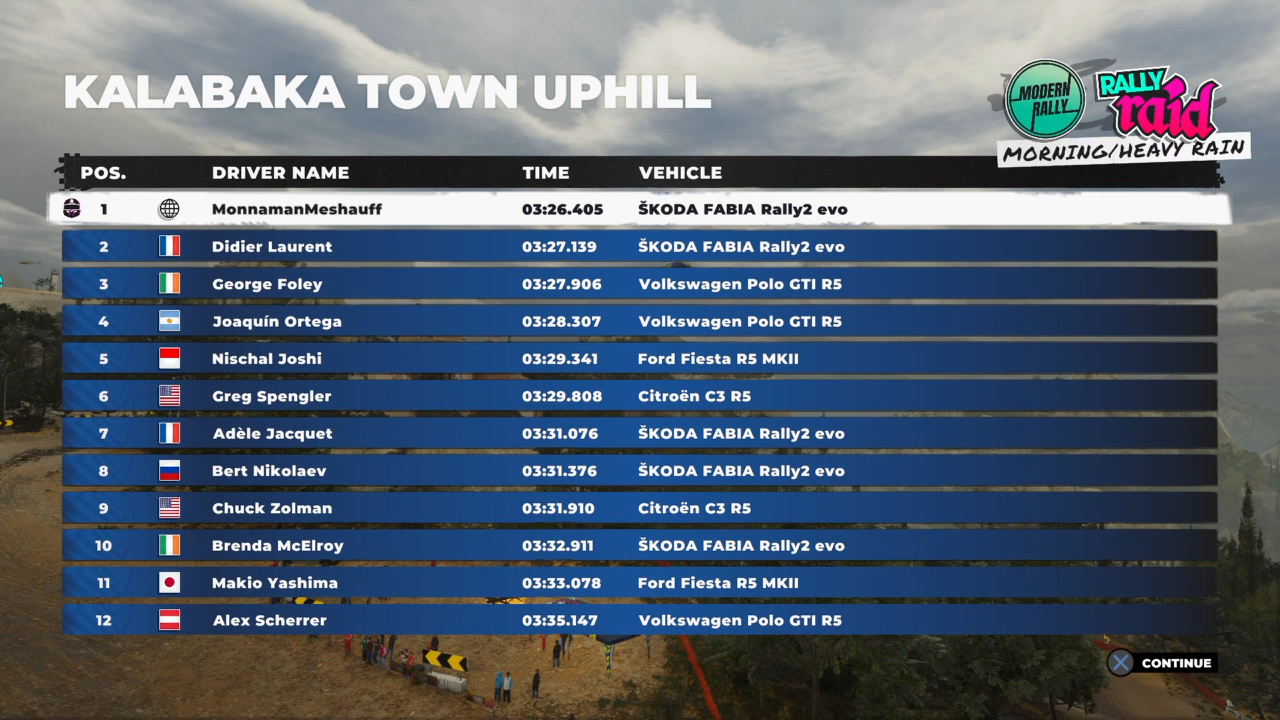 KALABAKA TOWN UPHILL
MODERN RALLY
RALLY raid
MORNING/HEAVY RAIN
POS. DRIVER NAME TIME VEHICLE
1 MonnamanMeshauff 03:26.405 ŠKODA FABIA Rally2 evo
2 Didier Laurent 03:27.139 ŠKODA FABIA Rally2 evo
3 George Foley 03:27.906 Volkswagen Polo GTI R5
4 Joaquín Ortega 03:28.307 Volkswagen Polo GTI R5
5 Nischal Joshi 03:29.341 Ford Fiesta R5 MKII
6 Greg Spengler 03:29.808 Citroën C3 R5
7 Adèle Jacquet 03:31.076 ŠKODA FABIA Rally2 evo
8 Bert Nikolaev 03:31.376 ŠKODA FABIA Rally2 evo
9 Chuck Zolman 03:31.910 Citroën C3 R5
10 Brenda McElroy 03:32.911 ŠKODA FABIA Rally2 evo
11 Makio Yashima 03:33.078 Ford Fiesta R5 MKII
12 Alex Scherrer 03:35.147 Volkswagen Polo GTI R5
CONTINUE